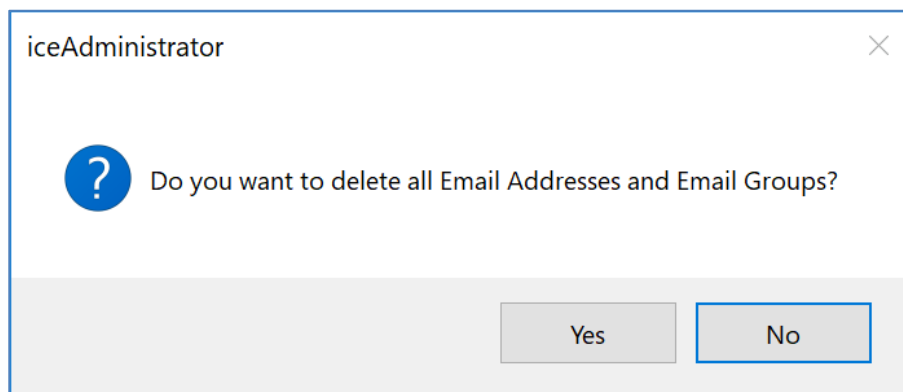 iceAdministrator
Do you want to delete all Email Addresses and Email Groups?
Yes No